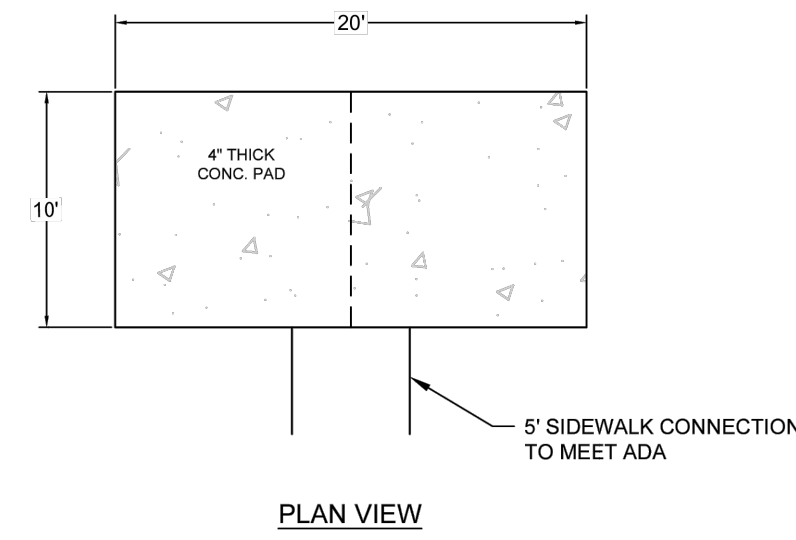 20'
4" THICK
CONC. PAD
10'
5' SIDEWALK CONNECTION
TO MEET ADA
PLAN VIEW